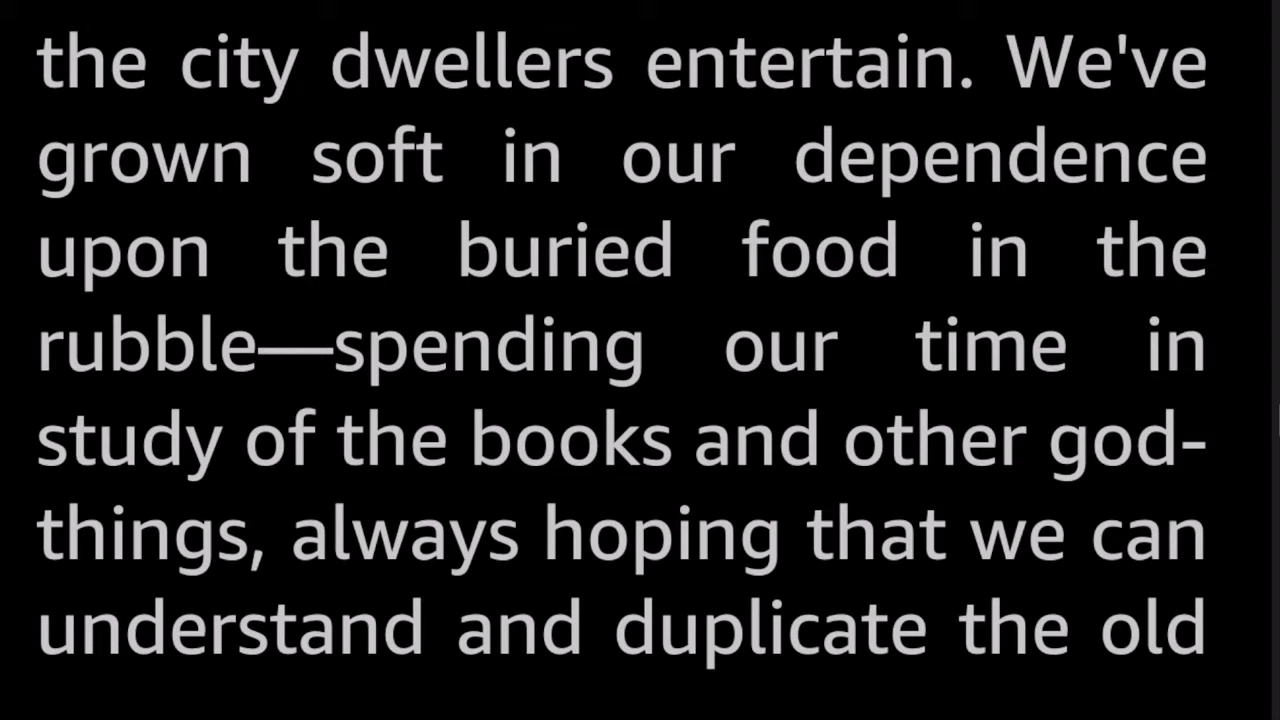 the city dwellers entertain. We've
grown soft in our dependence
upon the buried food in the
rubble—spending our time in
study of the books and other god-
things, always hoping that we can
understand and duplicate the old